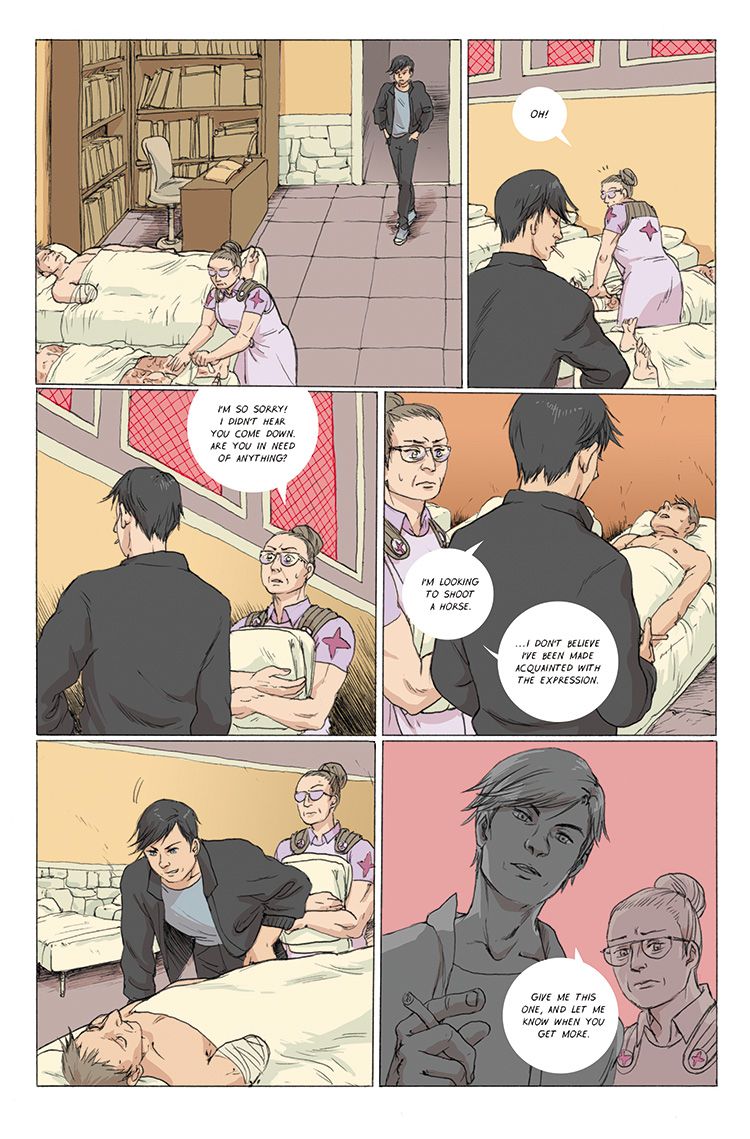 OH!
I'M SO SORRY!
I DIDN'T HEAR
YOU COME DOWN.
ARE YOU IN NEED
OF ANYTHING?
I'M LOOKING
TO SHOOT
A HORSE.
...I DON'T BELIEVE
I'VE BEEN MADE
ACQUAINTED WITH
THE EXPRESSION.
GIVE ME THIS
ONE, AND LET ME
KNOW WHEN YOU
GET MORE.